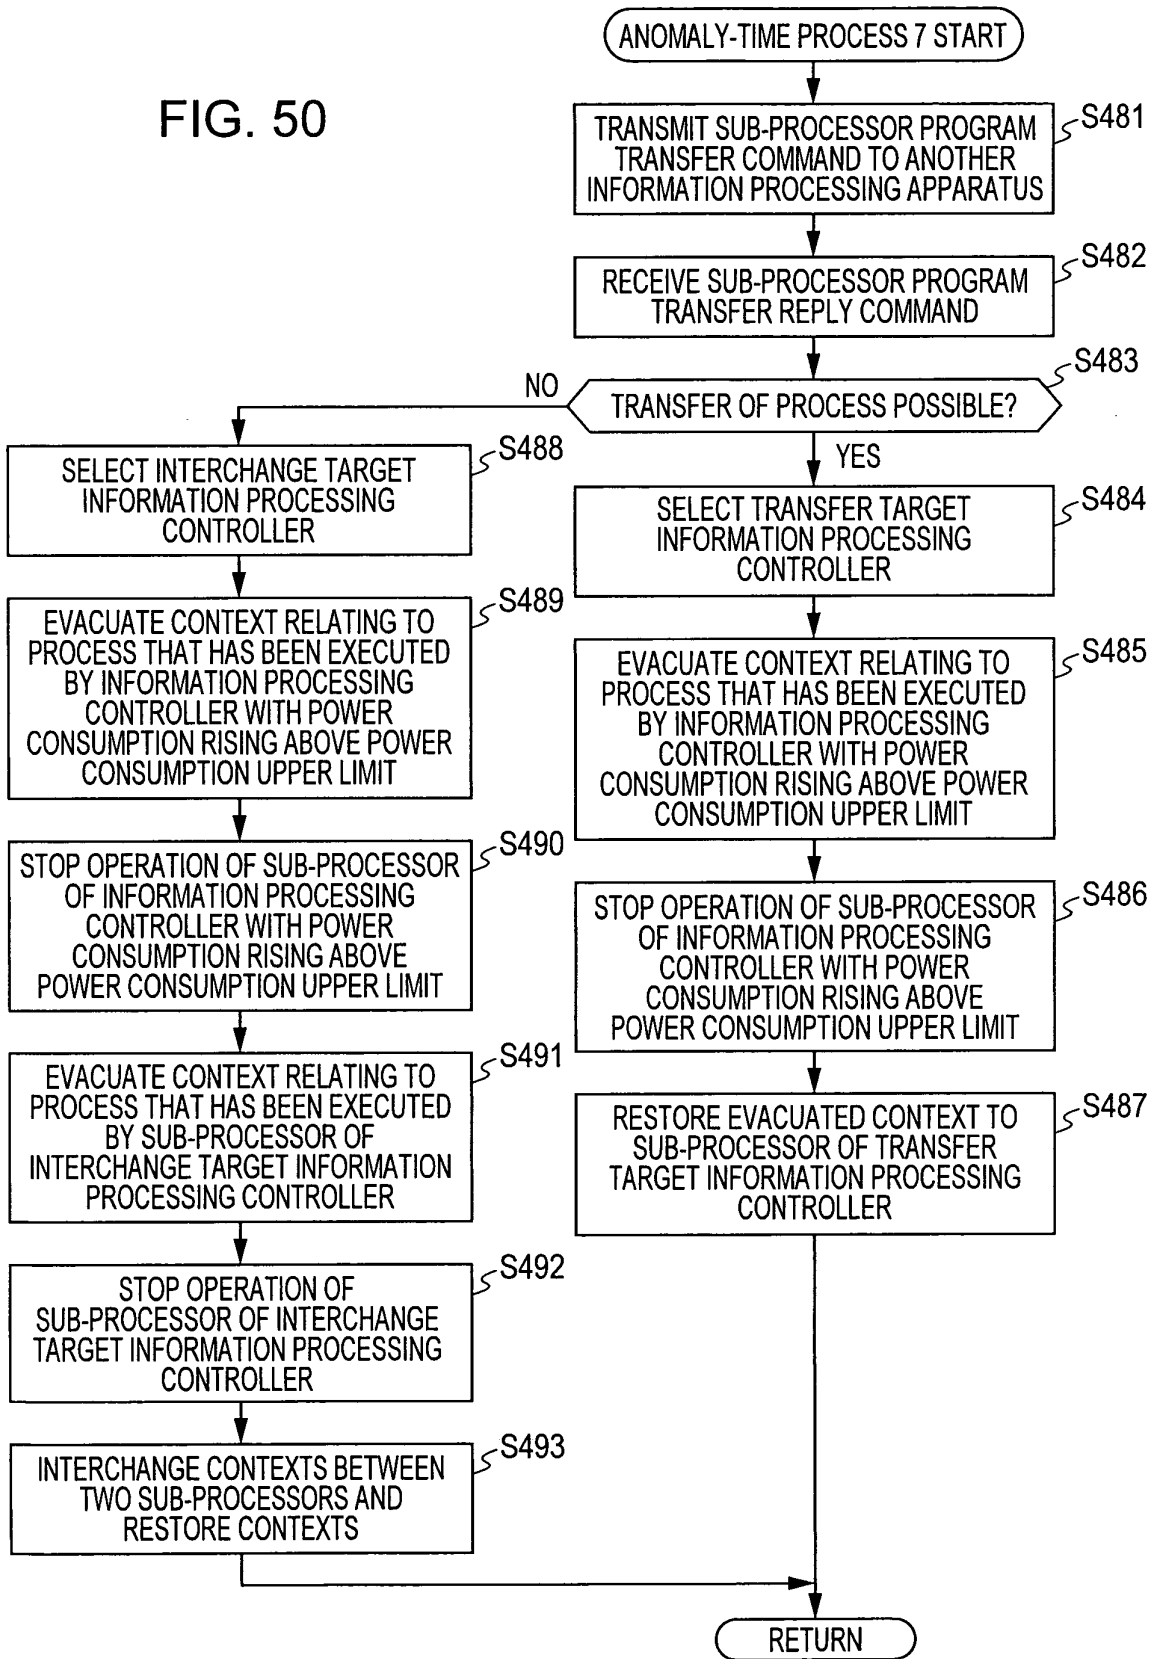 FIG. 50
ANOMALY-TIME PROCESS 7 START
S481
TRANSMIT SUB-PROCESSOR PROGRAM
TRANSFER COMMAND TO ANOTHER
INFORMATION PROCESSING APPARATUS
S482
RECEIVE SUB-PROCESSOR PROGRAM
TRANSFER REPLY COMMAND
S483
TRANSFER OF PROCESS POSSIBLE?
NO
YES
S484
SELECT TRANSFER TARGET
INFORMATION PROCESSING
CONTROLLER
S485
EVACUATE CONTEXT RELATING TO
PROCESS THAT HAS BEEN EXECUTED
BY INFORMATION PROCESSING
CONTROLLER WITH POWER
CONSUMPTION RISING ABOVE POWER
CONSUMPTION UPPER LIMIT
S486
STOP OPERATION OF SUB-PROCESSOR
OF INFORMATION PROCESSING
CONTROLLER WITH POWER
CONSUMPTION RISING ABOVE
POWER CONSUMPTION UPPER LIMIT
S487
RESTORE EVACUATED CONTEXT TO
SUB-PROCESSOR OF TRANSFER
TARGET INFORMATION PROCESSING
CONTROLLER
S488
SELECT INTERCHANGE TARGET
INFORMATION PROCESSING
CONTROLLER
S489
EVACUATE CONTEXT RELATING TO
PROCESS THAT HAS BEEN EXECUTED
BY INFORMATION PROCESSING
CONTROLLER WITH POWER
CONSUMPTION RISING ABOVE POWER
CONSUMPTION UPPER LIMIT
S490
STOP OPERATION OF SUB-PROCESSOR
OF INFORMATION PROCESSING
CONTROLLER WITH POWER
CONSUMPTION RISING ABOVE
POWER CONSUMPTION UPPER LIMIT
S491
EVACUATE CONTEXT RELATING TO
PROCESS THAT HAS BEEN EXECUTED
BY SUB-PROCESSOR OF
INTERCHANGE TARGET INFORMATION
PROCESSING CONTROLLER
S492
STOP OPERATION OF
SUB-PROCESSOR OF INTERCHANGE
TARGET INFORMATION PROCESSING
CONTROLLER
S493
INTERCHANGE CONTEXTS BETWEEN
TWO SUB-PROCESSORS AND
RESTORE CONTEXTS
RETURN